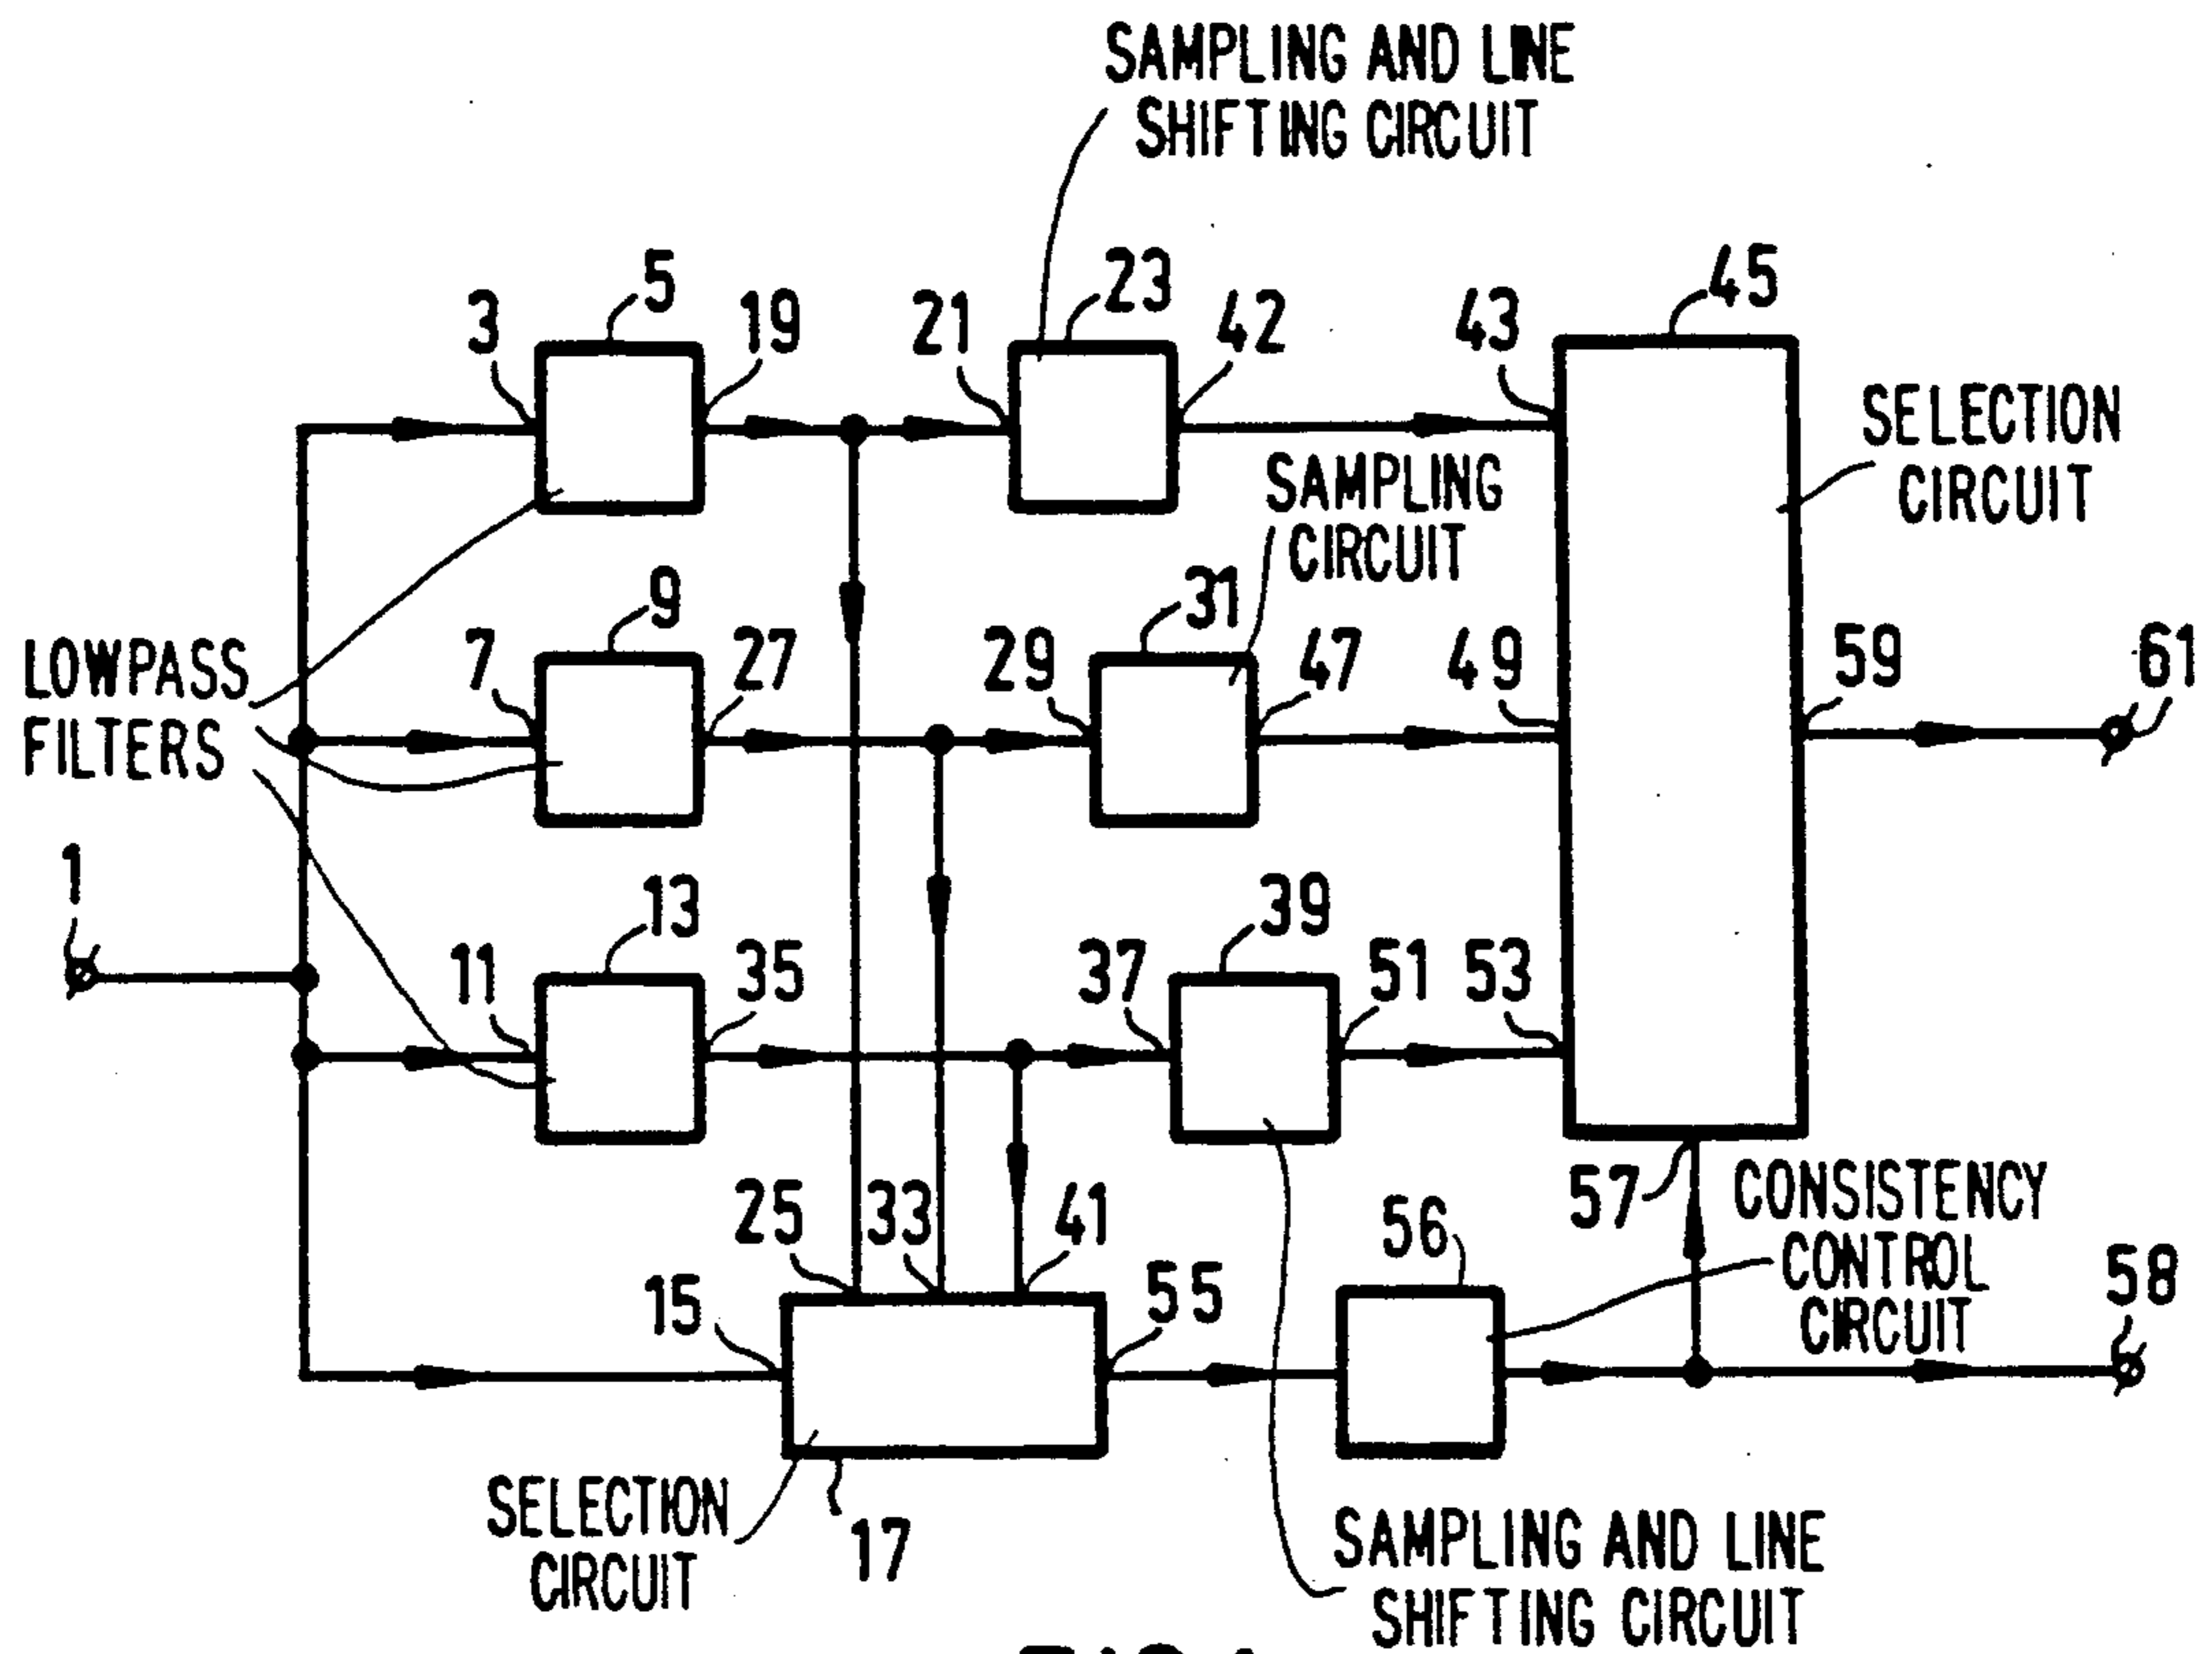 SAMPLING AND LINE
SHIFTING CIRCUIT
5
23
45
3
19
21
42
43
SELECTION
CIRCUIT
SAMPLING
CIRCUIT
9
31
7
27
29
47
49
59
61
LOWPASS
FILTERS
1
13
39
11
35
37
51
53
57
CONSISTENCY
CONTROL
CIRCUIT
25
33
41
56
15
55
58
SELECTION
CIRCUIT
17
SAMPLING AND LINE
SHIFTING CIRCUIT